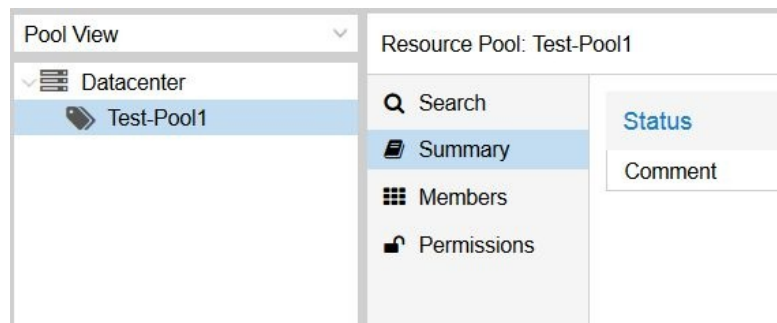 Pool View
Datacenter
Test-Pool1
Resource Pool: Test-Pool1
Search
Summary
Members
Permissions
Status
Comment